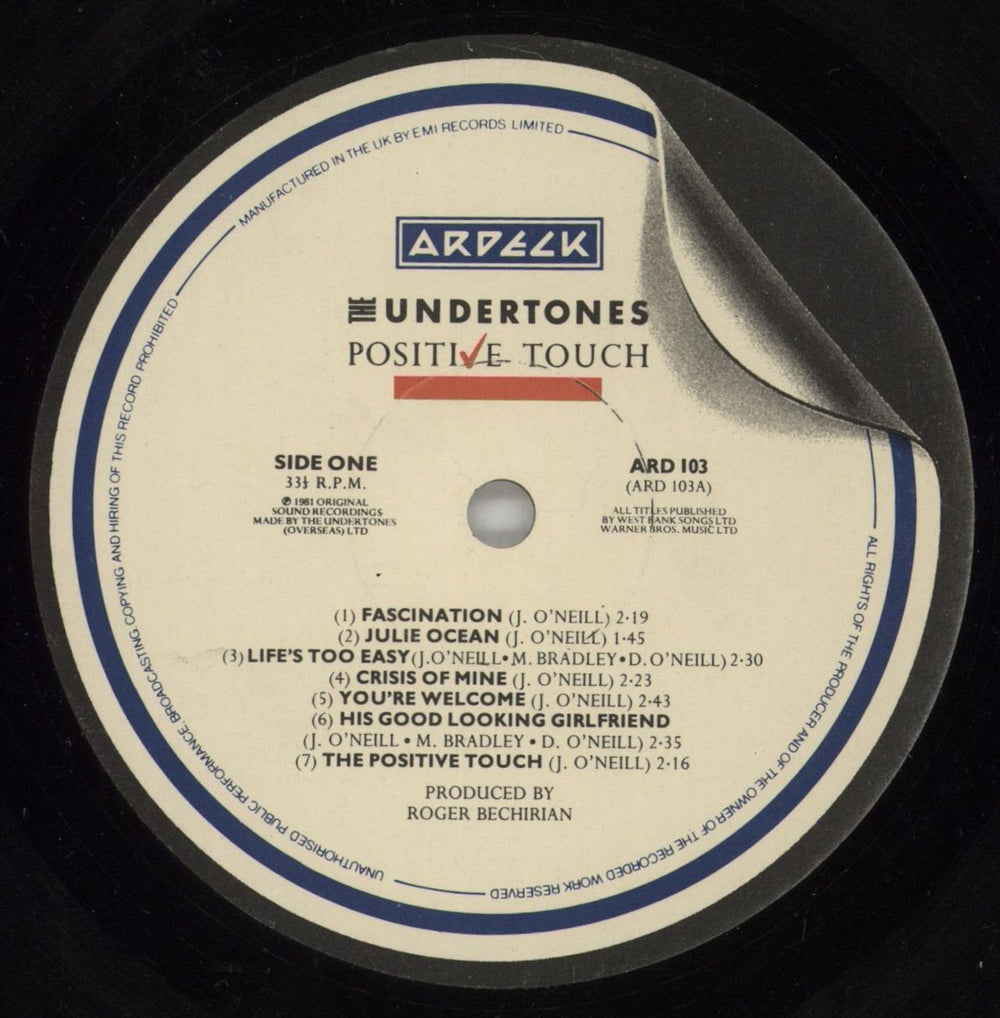 MANUFACTURED IN THE UK BY EMI RECORDS LIMITED
ARDECK
THE UNDERTONES
POSITIVE TOUCH
SIDE ONE
33⅓ R.P.M.
℗ 1981 ORIGINAL
SOUND RECORDINGS
MADE BY THE UNDERTONES
(OVERSEAS) LTD
ARD 103
(ARD 103A)
ALL TITLES PUBLISHED
BY WEST BANK SONGS LTD
WARNER BROS. MUSIC LTD
(1) FASCINATION (J. O'NEILL) 2·19
(2) JULIE OCEAN (J. O'NEILL) 1·45
(3) LIFE'S TOO EASY (J. O'NEILL • M. BRADLEY • D. O'NEILL) 2·30
(4) CRISIS OF MINE (J. O'NEILL) 2·23
(5) YOU'RE WELCOME (J. O'NEILL) 2·43
(6) HIS GOOD LOOKING GIRLFRIEND
(J. O'NEILL • M. BRADLEY • D. O'NEILL) 2·35
(7) THE POSITIVE TOUCH (J. O'NEILL) 2·16
PRODUCED BY
ROGER BECHIRIAN
ALL RIGHTS OF THE PRODUCER AND OF THE OWNER OF THE RECORDED WORK RESERVED
UNAUTHORISED PUBLIC PERFORMANCE, BROADCASTING, COPYING AND HIRING OF THIS RECORD PROHIBITED